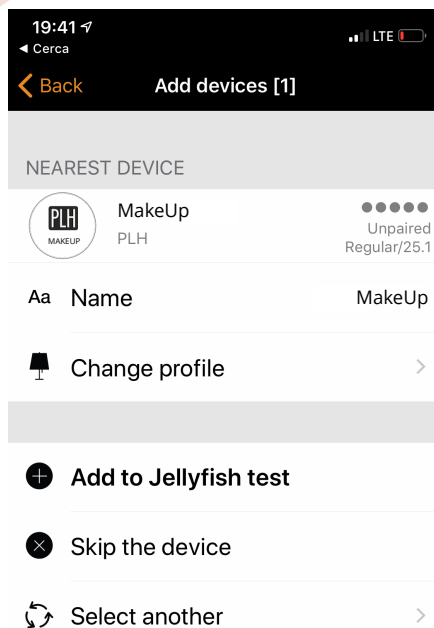 19:41
LTE
◀ Cerca
Back
Add devices [1]
NEAREST DEVICE
PLH
MAKEUP
MakeUp
PLH
Unpaired
Regular/25.1
Aa Name
MakeUp
Change profile
Add to Jellyfish test
Skip the device
Select another